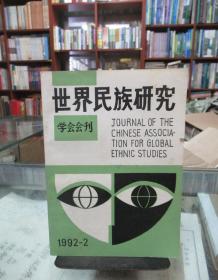 世界民族研究
学会会刊
JOURNAL OF THE
CHINESE ASSOCIA-
TION FOR GLOBAL
ETHNIC STUDIES
1992-2